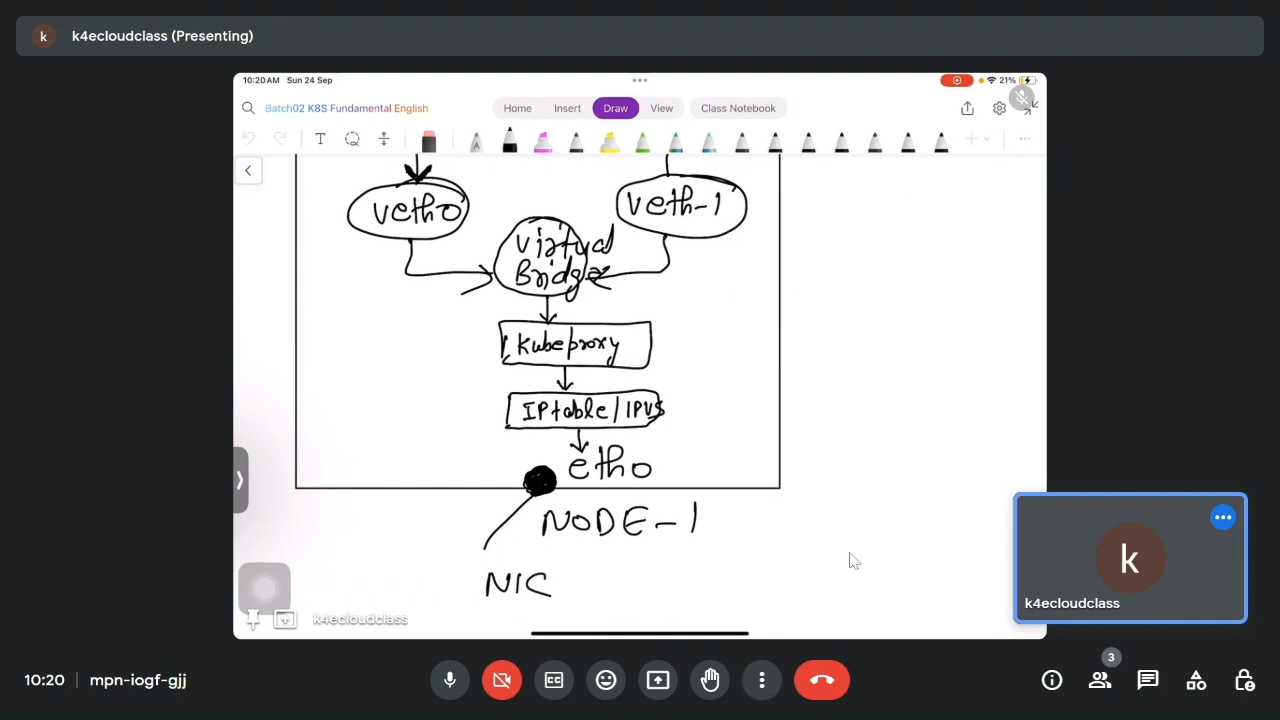 k k4ecloudclass (Presenting)
10:20 AM Sun 24 Sep
21%
Batch02 K8S Fundamental English
Home Insert Draw View Class Notebook
T
A
veth0
veth-1
Virtual
Bridge
Kubeproxy
IPtable/IPVS
eth0
NODE-1
NIC
k4ecloudclass
k
k4ecloudclass
10:20 mpn-iogf-gjj
CC
3